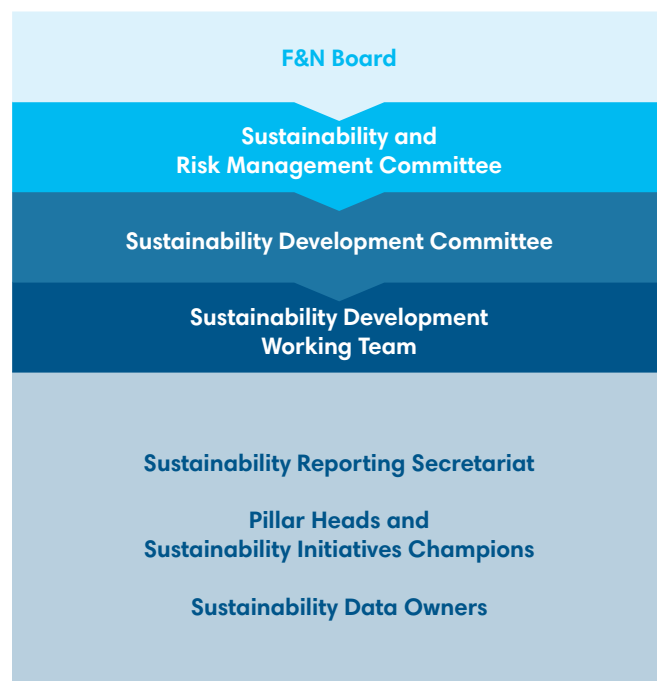 F&N Board
Sustainability and
Risk Management Committee
Sustainability Development Committee
Sustainability Development
Working Team
Sustainability Reporting Secretariat
Pillar Heads and
Sustainability Initiatives Champions
Sustainability Data Owners